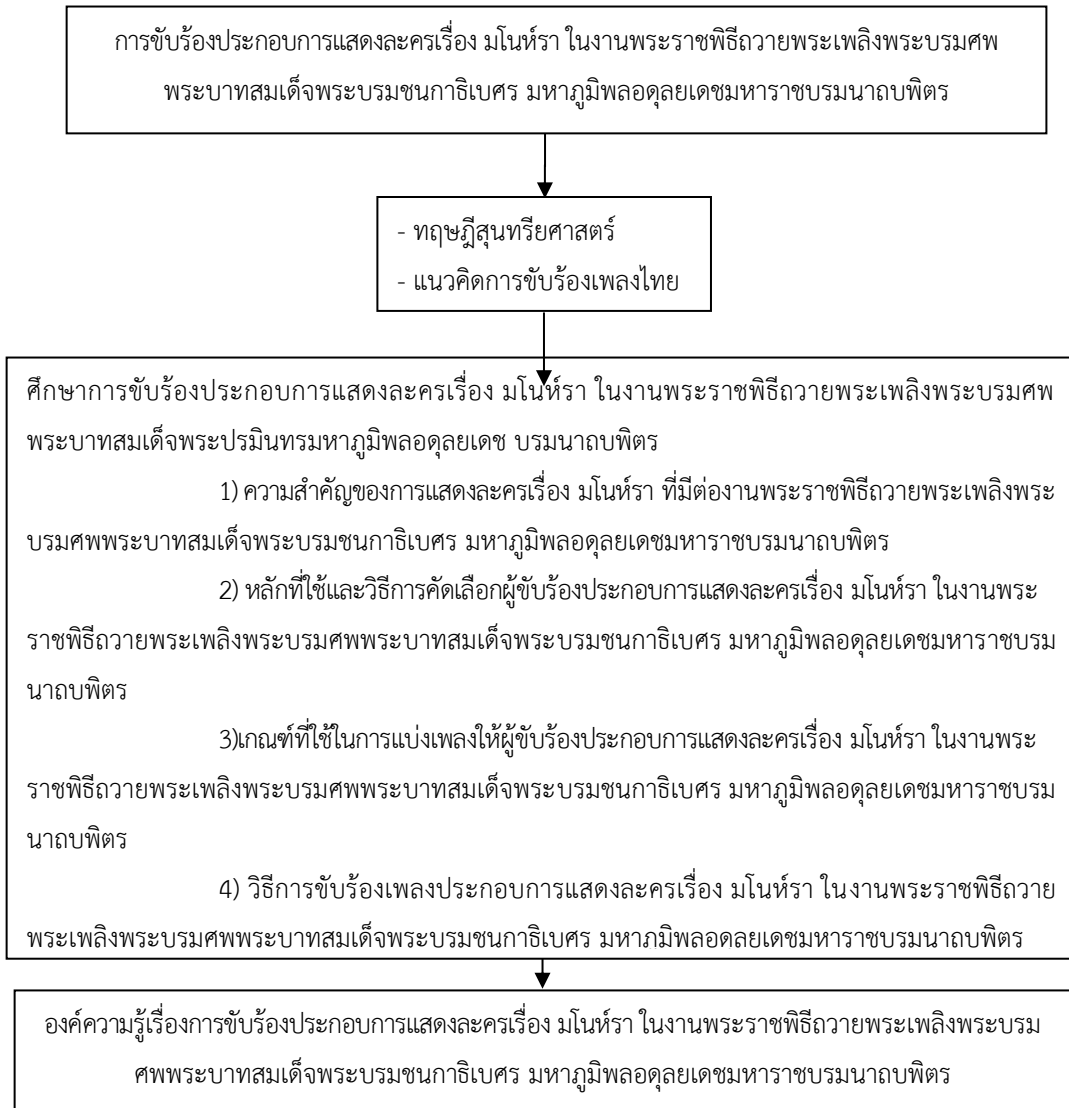 การขับร้องประกอบการแสดงละครเรื่อง มโนห์รา ในงานพระราชพิธีถวายพระเพลิงพระบรมศพ
พระบาทสมเด็จพระบรมชนกาธิเบศร มหาภูมิพลอดุลยเดชมหาราชบรมนาถบพิตร
- ทฤษฎีสุนทรียศาสตร์
- แนวคิดการขับร้องเพลงไทย
ศึกษาการขับร้องประกอบการแสดงละครเรื่อง มโนห์รา ในงานพระราชพิธีถวายพระเพลิงพระบรมศพ
พระบาทสมเด็จพระปรมินทรมหาภูมิพลอดุลยเดช บรมนาถบพิตร
1) ความสำคัญของการแสดงละครเรื่อง มโนห์รา ที่มีต่องานพระราชพิธีถวายพระเพลิงพระ
บรมศพพระบาทสมเด็จพระบรมชนกาธิเบศร มหาภูมิพลอดุลยเดชมหาราชบรมนาถบพิตร
2) หลักที่ใช้และวิธีการคัดเลือกผู้ขับร้องประกอบการแสดงละครเรื่อง มโนห์รา ในงานพระ
ราชพิธีถวายพระเพลิงพระบรมศพพระบาทสมเด็จพระบรมชนกาธิเบศร มหาภูมิพลอดุลยเดชมหาราชบรม
นาถบพิตร
3)เกณฑ์ที่ใช้ในการแบ่งเพลงให้ผู้ขับร้องประกอบการแสดงละครเรื่อง มโนห์รา ในงานพระ
ราชพิธีถวายพระเพลิงพระบรมศพพระบาทสมเด็จพระบรมชนกาธิเบศร มหาภูมิพลอดุลยเดชมหาราชบรม
นาถบพิตร
4) วิธีการขับร้องเพลงประกอบการแสดงละครเรื่อง มโนห์รา ในงานพระราชพิธีถวาย
พระเพลิงพระบรมศพพระบาทสมเด็จพระบรมชนกาธิเบศร มหาภมิพลอดลยเดชมหาราชบรมนาถบพิตร
องค์ความรู้เรื่องการขับร้องประกอบการแสดงละครเรื่อง มโนห์รา ในงานพระราชพิธีถวายพระเพลิงพระบรม
ศพพระบาทสมเด็จพระบรมชนกาธิเบศร มหาภูมิพลอดุลยเดชมหาราชบรมนาถบพิตร